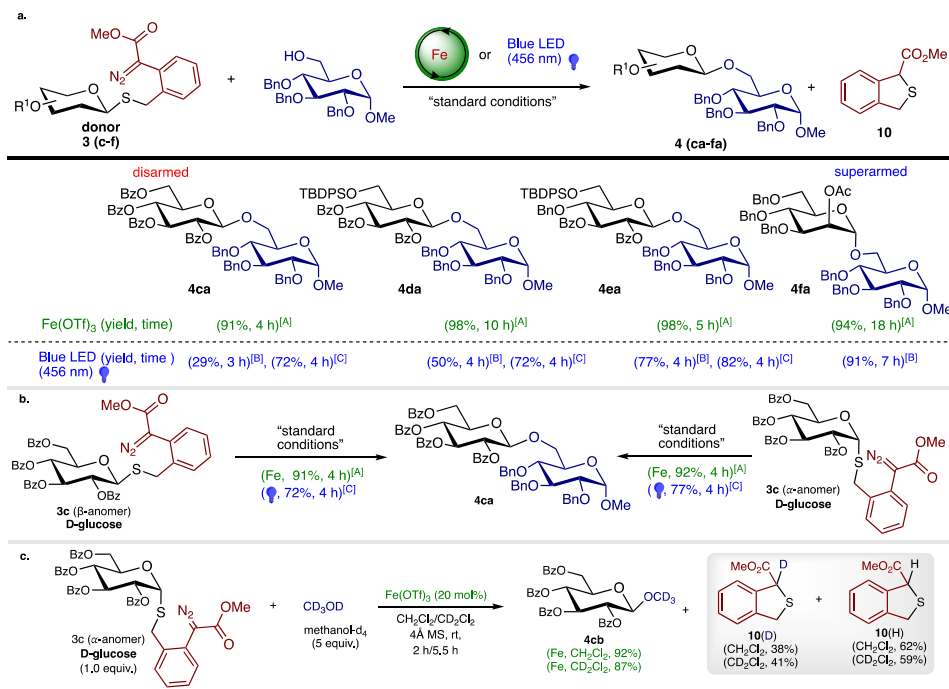 a.
MeO
O
N2
R1
O
O
S
donor
3 (c-f)
+
HO
BnO
O
BnO
BnO
OMe
Fe
or
Blue LED
(456 nm)
“standard conditions”
R1
O
O
O
BnO
O
BnO
BnO
OMe
4 (ca-fa)
+
CO2Me
S
10
disarmed
superarmed
BzO
BzO
O
BzO
OBz
O
BnO
O
BnO
BnO
OMe
4ca
TBDPSO
BzO
O
BzO
OBz
O
BnO
O
BnO
BnO
OMe
4da
TBDPSO
BnO
O
BzO
OBz
O
BnO
O
BnO
BnO
OMe
4ea
BnO
OAc
BnO
O
BnO
O
BnO
O
BnO
BnO
OMe
4fa
Fe(OTf)3 (yield, time)
(91%, 4 h)[A]
(98%, 10 h)[A]
(98%, 5 h)[A]
(94%, 18 h)[A]
Blue LED (yield, time )
(456 nm)
(29%, 3 h)[B], (72%, 4 h)[C]
(50%, 4 h)[B], (72%, 4 h)[C]
(77%, 4 h)[B], (82%, 4 h)[C]
(91%, 7 h)[B]
b.
MeO
O
N2
BzO
BzO
O
BzO
S
OBz
3c (β-anomer)
D-glucose
“standard
conditions”
(Fe, 91%, 4 h)[A]
( , 72%, 4 h)[C]
BzO
BzO
O
BzO
O
OBz
BnO
O
BnO
BnO
OMe
4ca
“standard
conditions”
(Fe, 92%, 4 h)[A]
( , 77%, 4 h)[C]
BzO
BzO
O
BzO
OBz
S
N2
OMe
O
3c (α-anomer)
D-glucose
c.
BzO
BzO
O
BzO
OBz
S
N2
OMe
O
3c (α-anomer)
D-glucose
(1.0 equiv.)
+
CD3OD
methanol-d4
(5 equiv.)
Fe(OTf)3 (20 mol%)
CH2Cl2/CD2Cl2
4Å MS, rt,
2 h/5.5 h
BzO
BzO
O
BzO
OCD3
OBz
4cb
(Fe, CH2Cl2, 92%)
(Fe, CD2Cl2, 87%)
+
MeO2C
D
S
10(D)
(CH2Cl2, 38%)
(CD2Cl2, 41%)
+
MeO2C
H
S
10(H)
(CH2Cl2, 62%)
(CD2Cl2, 59%)